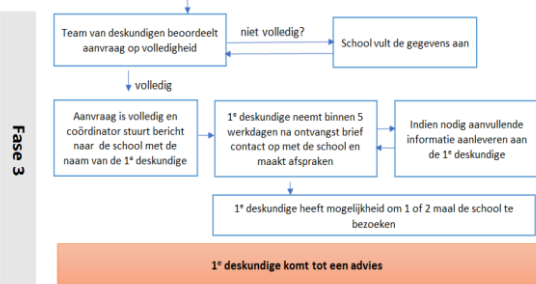 Team van deskundigen beoordeelt
aanvraag op volledigheid
niet volledig?
School vult de gegevens aan
volledig
Fase 3
Aanvraag is volledig en
coördinator stuurt bericht
naar de school met de
naam van de 1e deskundige
1e deskundige neemt binnen 5
werkdagen na ontvangst brief
contact op met de school en
maakt afspraken
Indien nodig aanvullende
informatie aanleveren aan
de 1e deskundige
1e deskundige heeft mogelijkheid om 1 of 2 maal de school te
bezoeken
1e deskundige komt tot een advies